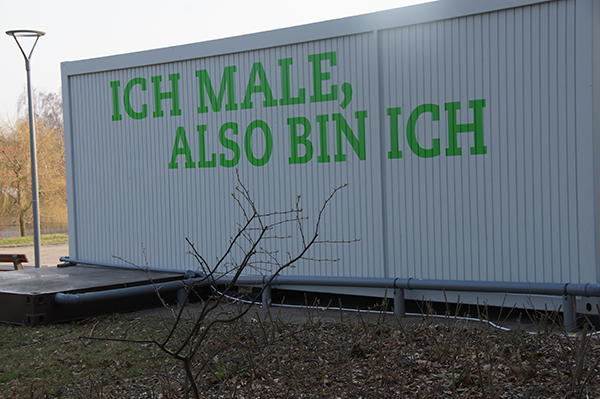 ICH MALE,
ALSO BIN ICH